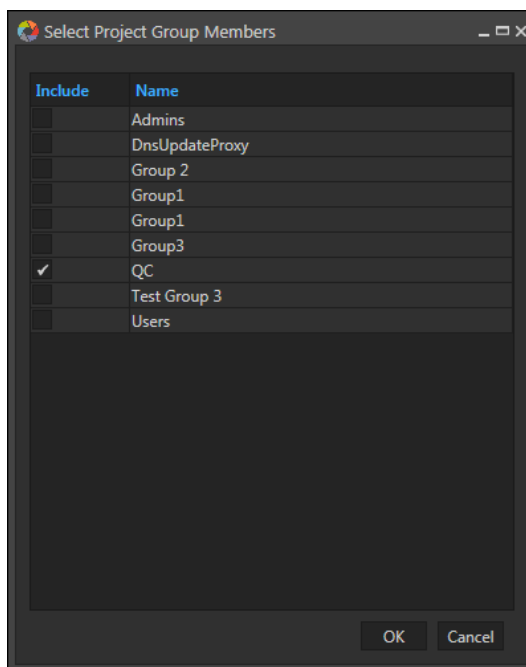 Select Project Group Members
Include Name
Admins
DnsUpdateProxy
Group 2
Group1
Group1
Group3
QC
Test Group 3
Users
OK Cancel